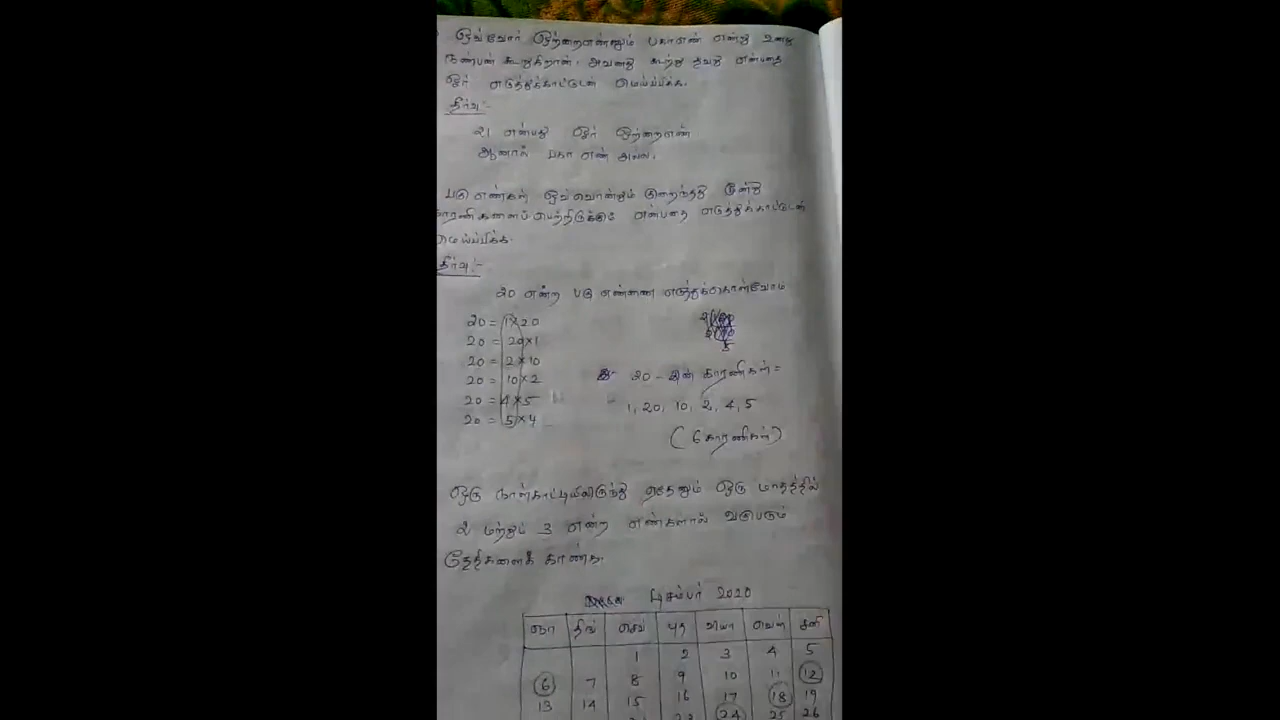 ஒவ்வோர் ஒற்றைஎண்ணும் பகாஎண் என்று உனது
நண்பன் கூறுகிறான். அவனது கூற்று தவறு என்பதை
ஓர் எடுத்துக்காட்டுடன் மெய்ப்பிக்க.
தீர்வு:-
21 என்பது ஓர் ஒற்றைஎண்
ஆனால் பகா எண் அல்ல.
பகு எண்கள் ஒவ்வொன்றும் குறைந்தது மூன்று
காரணிகளைப் பெற்றிருக்கும் என்பதை எடுத்துக்காட்டுடன்
மெய்ப்பிக்க.
தீர்வு:-
20 என்ற பகு எண்ணை எடுத்துக்கொள்வோம்
20 = 1×20
20 = 20×1
20 = 2×10
20 = 10×2
20 = 4×5
20 = 5×4
20 - இன் காரணிகள் =
1, 20, 10, 2, 4, 5
(6 காரணிகள்)
ஒரு நாள்காட்டியிலிருந்து ஏதேனும் ஒரு மாதத்தில்
2 மற்றும் 3 என்ற எண்களால் வகுபடும்
தேதிகளைக் காண்க.
டிசம்பர் 2020
ஞா திங் செவ் புத வியா வெள் சனி
1 2 3 4 5
6 7 8 9 10 11 12
13 14 15 16 17 18 19
23 24 25 26